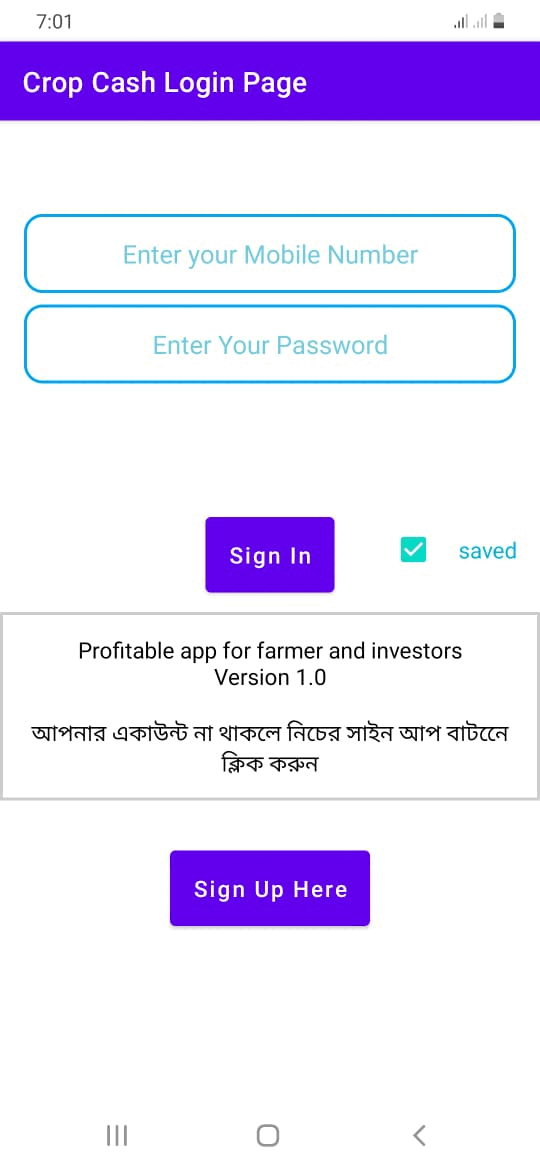 7:01
Crop Cash Login Page
Enter your Mobile Number
Enter Your Password
Sign In
saved
Profitable app for farmer and investors
Version 1.0
আপনার একাউন্ট না থাকলে নিচের সাইন আপ বাটনে
ক্লিক করুন
Sign Up Here